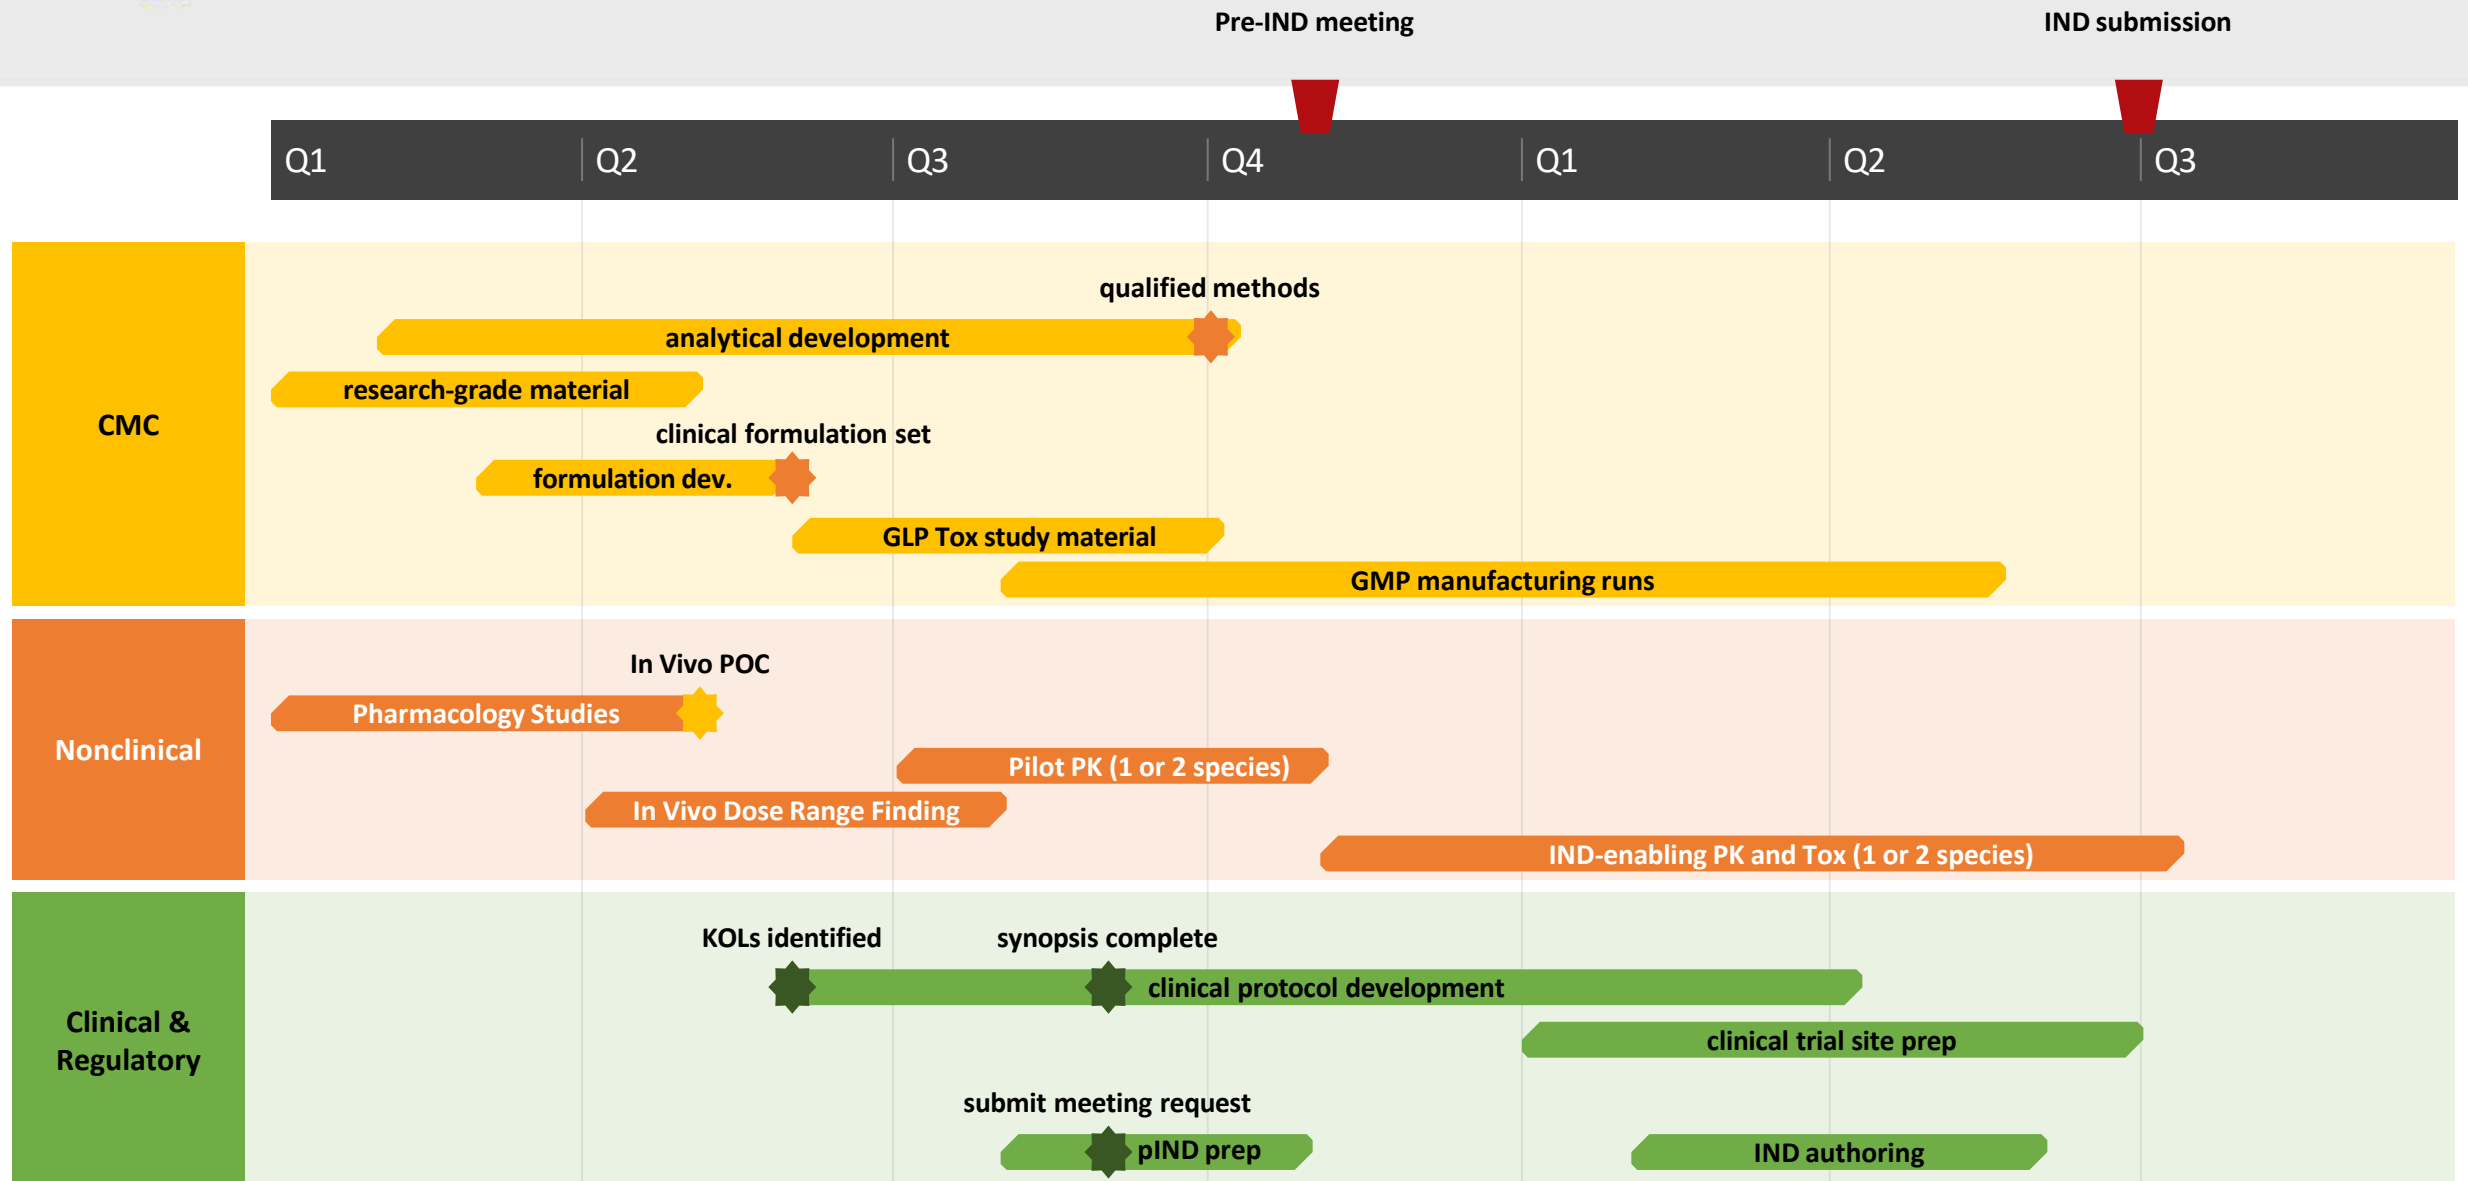 Pre-IND meeting
IND submission
Q1
Q2
Q3
Q4
Q1
Q2
Q3
CMC
qualified methods
analytical development
research-grade material
clinical formulation set
formulation dev.
GLP Tox study material
GMP manufacturing runs
Nonclinical
In Vivo POC
Pharmacology Studies
Pilot PK (1 or 2 species)
In Vivo Dose Range Finding
IND-enabling PK and Tox (1 or 2 species)
Clinical &
Regulatory
KOLs identified
synopsis complete
clinical protocol development
clinical trial site prep
submit meeting request
pIND prep
IND authoring